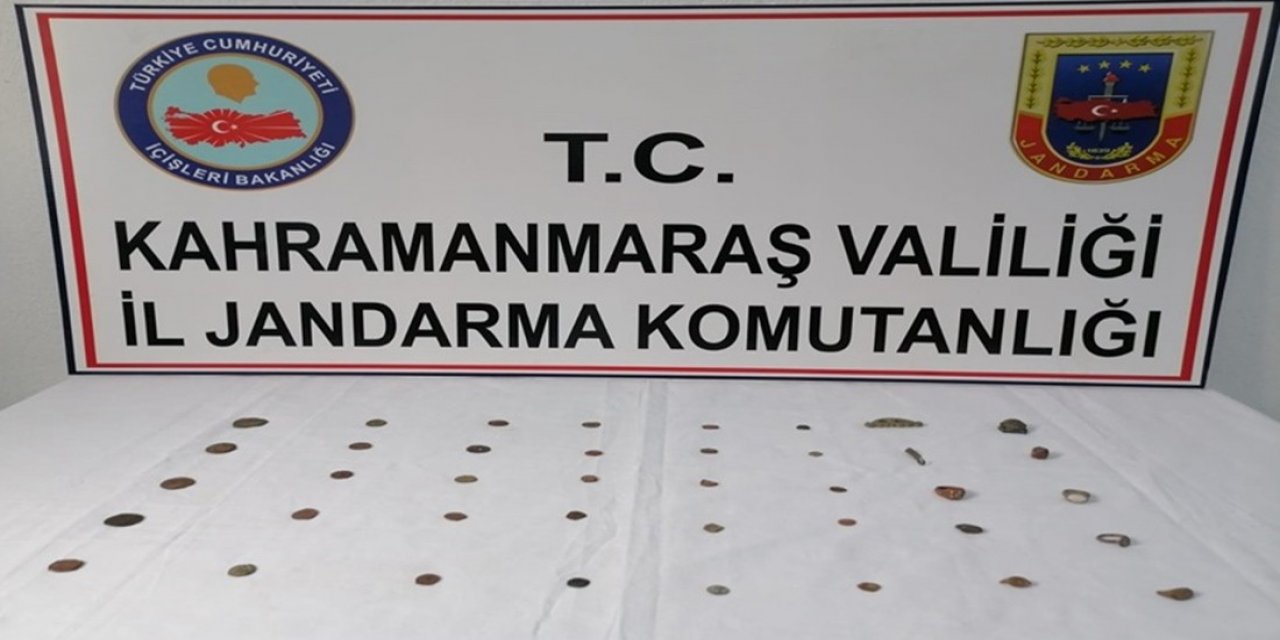 TÜRKİYE CUMHURİYETİ
İÇİŞLERİ BAKANLIĞI
JANDARMA
T.C.
KAHRAMANMARAŞ VALİLİĞİ
İL JANDARMA KOMUTANLIĞI